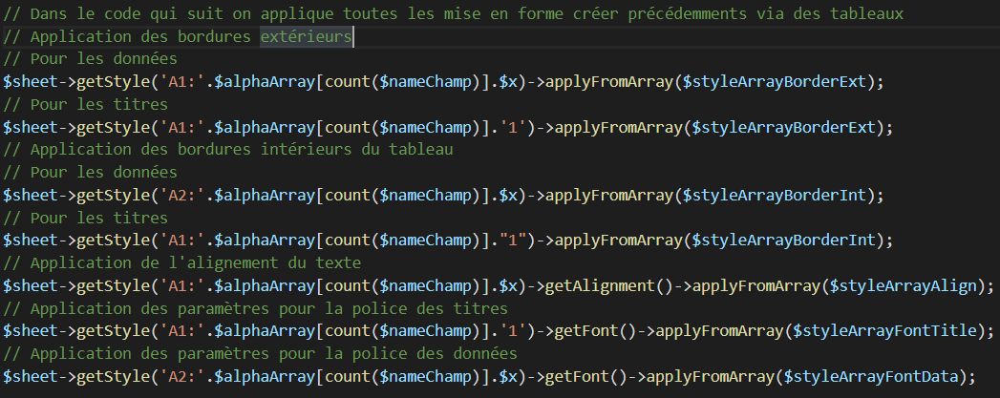 // Dans le code qui suit on applique toutes les mise en forme créer précédemments via des tableaux
// Application des bordures extérieurs
// Pour les données
$sheet->getStyle('A1:'.$alphaArray[count($nameChamp)].$x)->applyFromArray($styleArrayBorderExt);
// Pour les titres
$sheet->getStyle('A1:'.$alphaArray[count($nameChamp)].'1')->applyFromArray($styleArrayBorderExt);
// Application des bordures intérieurs du tableau
// Pour les données
$sheet->getStyle('A2:'.$alphaArray[count($nameChamp)].$x)->applyFromArray($styleArrayBorderInt);
// Pour les titres
$sheet->getStyle('A1:'.$alphaArray[count($nameChamp)]."1")->applyFromArray($styleArrayBorderInt);
// Application de l'alignement du texte
$sheet->getStyle('A1:'.$alphaArray[count($nameChamp)].$x)->getAlignment()->applyFromArray($styleArrayAlign);
// Application des paramètres pour la police des titres
$sheet->getStyle('A1:'.$alphaArray[count($nameChamp)].'1')->getFont()->applyFromArray($styleArrayFontTitle);
// Application des paramètres pour la police des données
$sheet->getStyle('A2:'.$alphaArray[count($nameChamp)].$x)->getFont()->applyFromArray($styleArrayFontData);